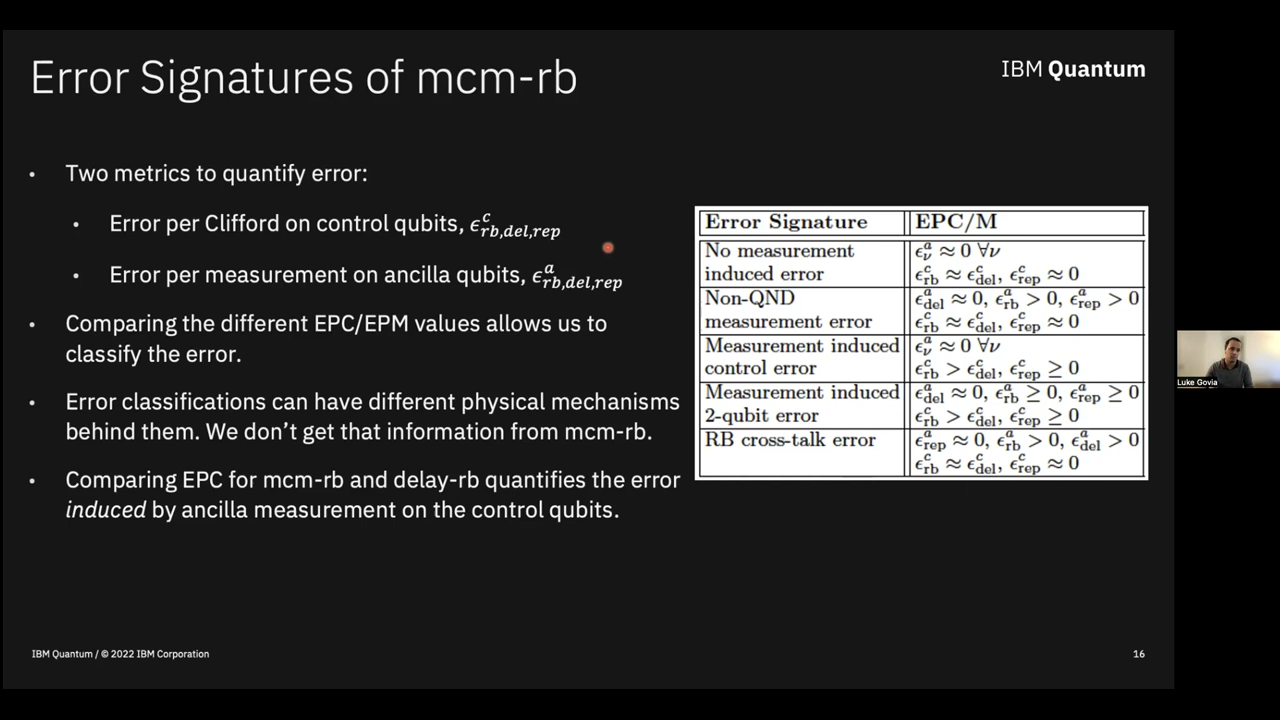 Error Signatures of mcm-rb
IBM Quantum
• Two metrics to quantify error:
• Error per Clifford on control qubits, ϵ^c_{rb,del,rep}
• Error per measurement on ancilla qubits, ϵ^a_{rb,del,rep}
• Comparing the different EPC/EPM values allows us to
classify the error.
• Error classifications can have different physical mechanisms
behind them. We don't get that information from mcm-rb.
• Comparing EPC for mcm-rb and delay-rb quantifies the error
induced by ancilla measurement on the control qubits.
Error Signature EPC/M
No measurement ϵ^a_ν ≈ 0 ∀ν
induced error ϵ^c_rb ≈ ϵ^c_del, ϵ^c_rep ≈ 0
Non-QND ϵ^a_del ≈ 0, ϵ^a_rb > 0, ϵ^a_rep > 0
measurement error ϵ^c_rb ≈ ϵ^c_del, ϵ^c_rep ≈ 0
Measurement induced ϵ^a_ν ≈ 0 ∀ν
control error ϵ^c_rb > ϵ^c_del, ϵ^c_rep ≥ 0
Measurement induced ϵ^a_del ≈ 0, ϵ^a_rb ≥ 0, ϵ^a_rep ≥ 0
2-qubit error ϵ^c_rb > ϵ^c_del, ϵ^c_rep ≥ 0
RB cross-talk error ϵ^a_rep ≈ 0, ϵ^a_rb > 0, ϵ^a_del > 0
ϵ^c_rb ≈ ϵ^c_del, ϵ^c_rep ≈ 0
Luke Govia
IBM Quantum / © 2022 IBM Corporation
16